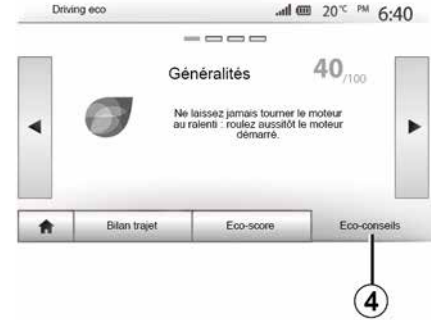 Driving eco 20°C PM 6:40
Généralités 40/100
Ne laissez jamais tourner le moteur
au ralenti : roulez aussitôt le moteur
démarré.
Bilan trajet Eco-score Eco-conseils
4